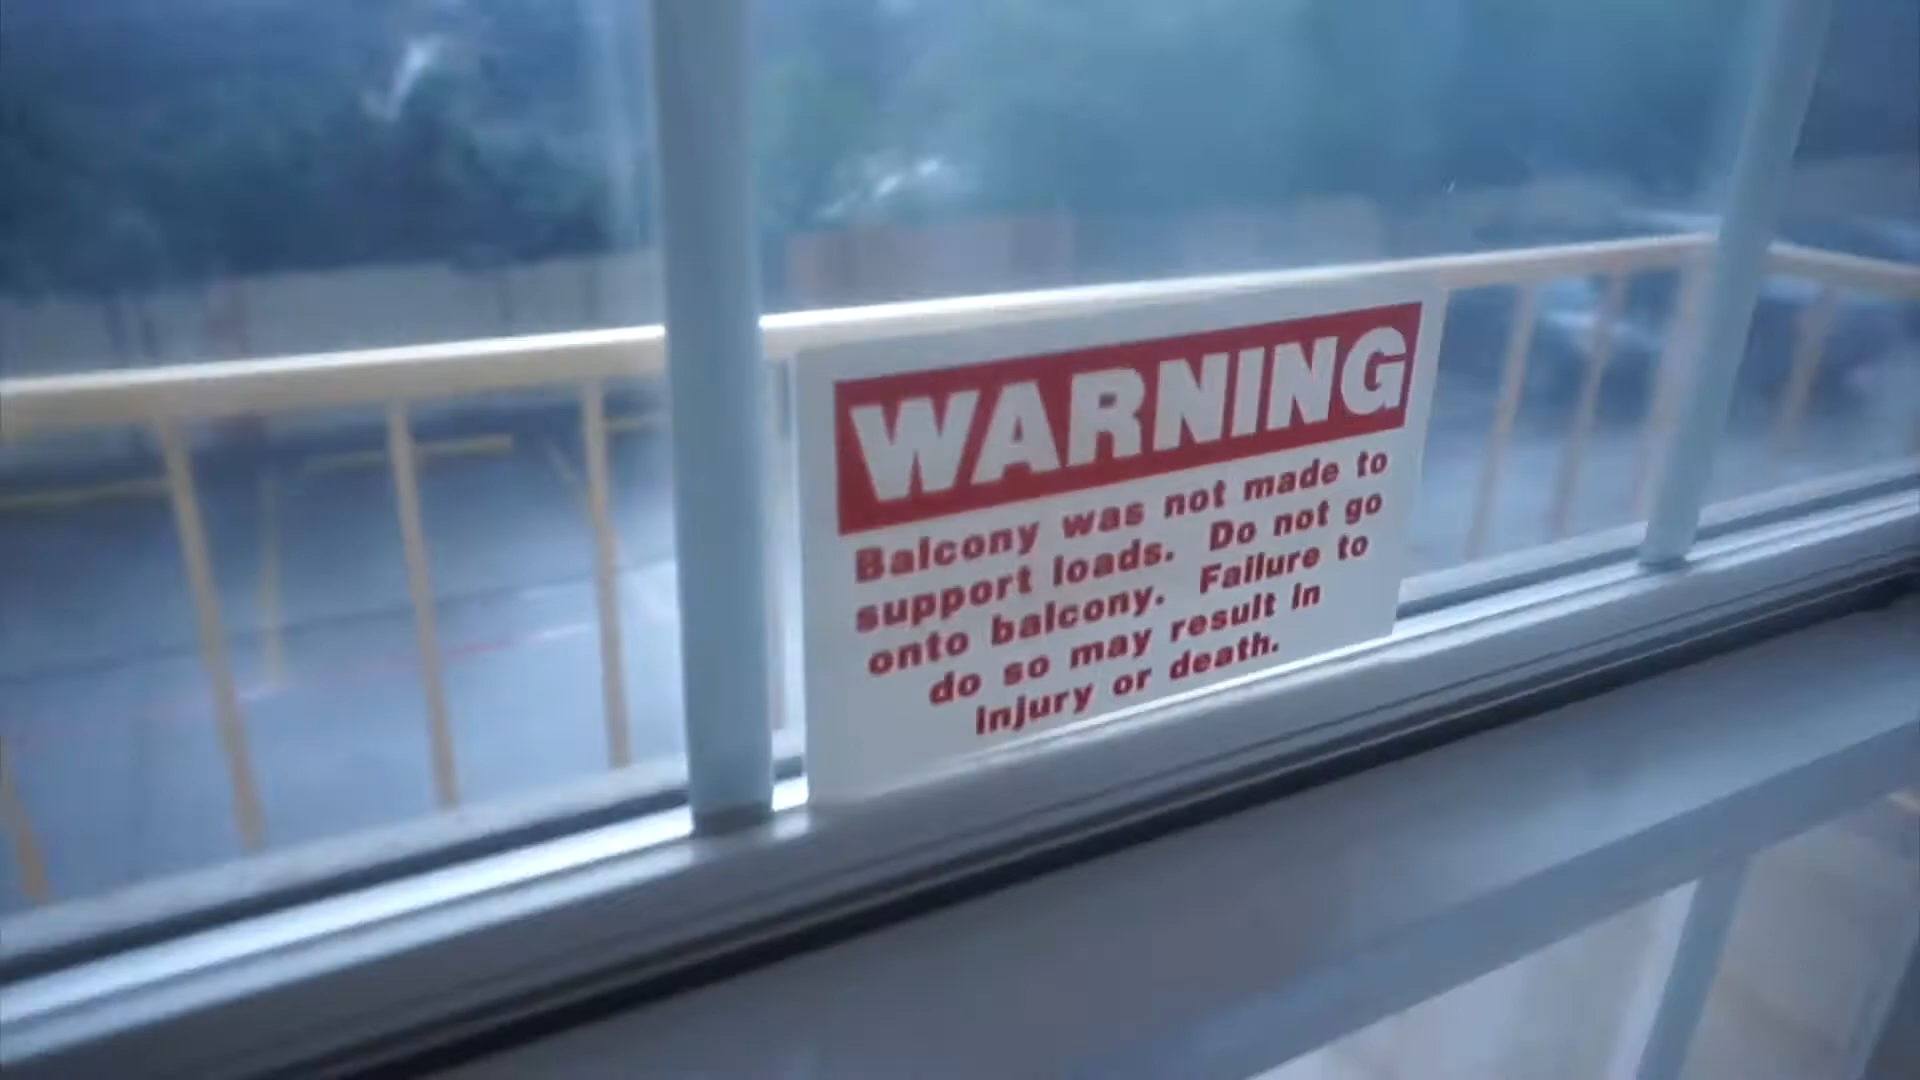 WARNING
Balcony was not made to
support loads. Do not go
onto balcony. Failure to
do so may result in
injury or death.